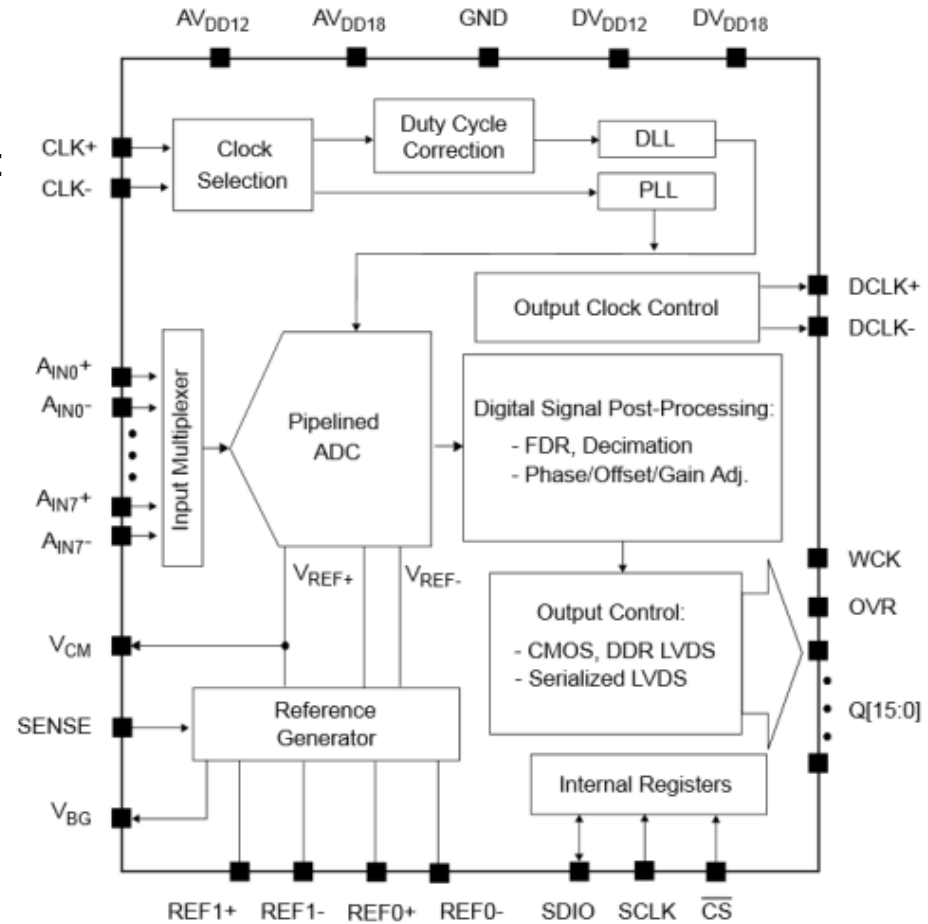 AVDD12 AVDD18 GND DVDD12 DVDD18
CLK+
CLK-
Clock
Selection
Duty Cycle
Correction
DLL
PLL
Output Clock Control
DCLK+
DCLK-
AIN0+
AIN0-
AIN7+
AIN7-
Input Multiplexer
Pipelined
ADC
Digital Signal Post-Processing:
- FDR, Decimation
- Phase/Offset/Gain Adj.
VREF+ VREF-
Output Control:
- CMOS, DDR LVDS
- Serialized LVDS
WCK
OVR
Q[15:0]
VCM
SENSE
VBG
Reference
Generator
Internal Registers
REF1+ REF1- REF0+ REF0- SDIO SCLK C̅S̅